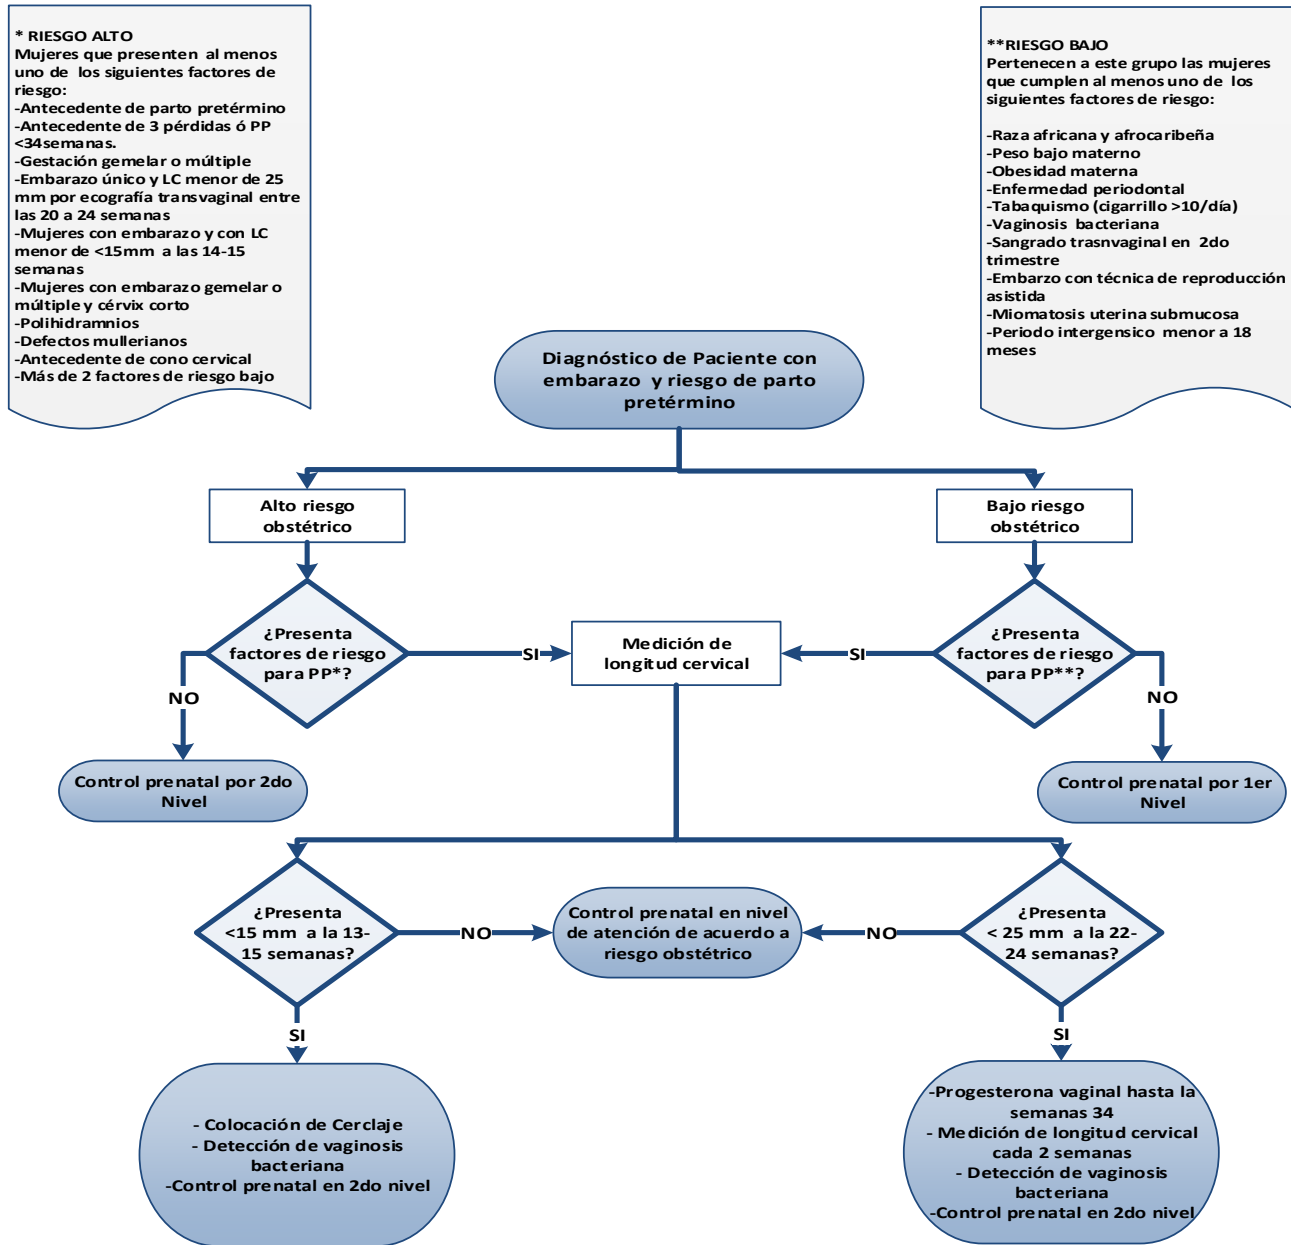 * RIESGO ALTO
Mujeres que presenten al menos
uno de los siguientes factores de
riesgo:
-Antecedente de parto pretérmino
-Antecedente de 3 pérdidas ó PP
<34semanas.
-Gestación gemelar o múltiple
-Embarazo único y LC menor de 25
mm por ecografía transvaginal entre
las 20 a 24 semanas
-Mujeres con embarazo y con LC
menor de <15mm a las 14-15
semanas
-Mujeres con embarazo gemelar o
múltiple y cérvix corto
-Polihidramnios
-Defectos mullerianos
-Antecedente de cono cervical
-Más de 2 factores de riesgo bajo
**RIESGO BAJO
Pertenecen a este grupo las mujeres
que cumplen al menos uno de los
siguientes factores de riesgo:
-Raza africana y afrocaribeña
-Peso bajo materno
-Obesidad materna
-Enfermedad periodontal
-Tabaquismo (cigarrillo >10/día)
-Vaginosis bacteriana
-Sangrado trasnvaginal en 2do
trimestre
-Embarzo con técnica de reproducción
asistida
-Miomatosis uterina submucosa
-Periodo intergensico menor a 18
meses
Diagnóstico de Paciente con
embarazo y riesgo de parto
pretérmino
Alto riesgo
obstétrico
Bajo riesgo
obstétrico
¿Presenta
factores de riesgo
para PP*?
SI
Medición de
longitud cervical
SI
¿Presenta
factores de riesgo
para PP**?
NO
NO
Control prenatal por 2do
Nivel
Control prenatal por 1er
Nivel
¿Presenta
<15 mm a la 13-
15 semanas?
NO
Control prenatal en nivel
de atención de acuerdo a
riesgo obstétrico
NO
¿Presenta
< 25 mm a la 22-
24 semanas?
SI
SI
- Colocación de Cerclaje
- Detección de vaginosis
bacteriana
-Control prenatal en 2do nivel
-Progesterona vaginal hasta la
semanas 34
- Medición de longitud cervical
cada 2 semanas
- Detección de vaginosis
bacteriana
-Control prenatal en 2do nivel